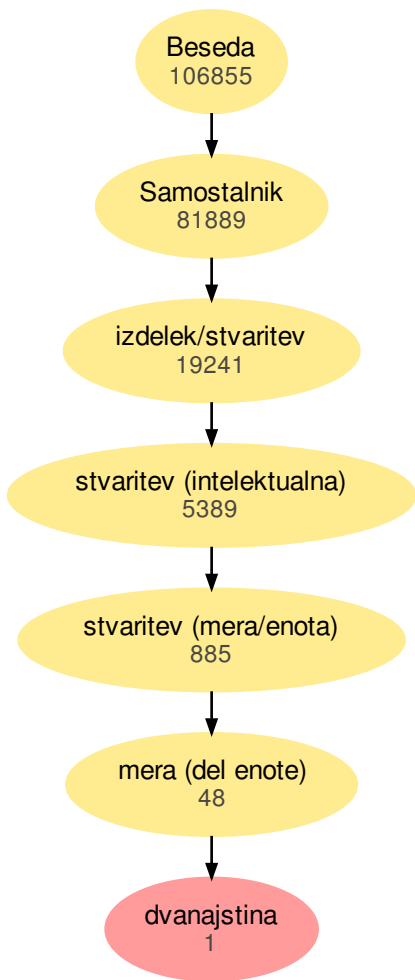 Beseda
106855
Samostalnik
81889
izdelek/stvaritev
19241
stvaritev (intelektualna)
5389
stvaritev (mera/enota)
885
mera (del enote)
48
dvanajstina
1